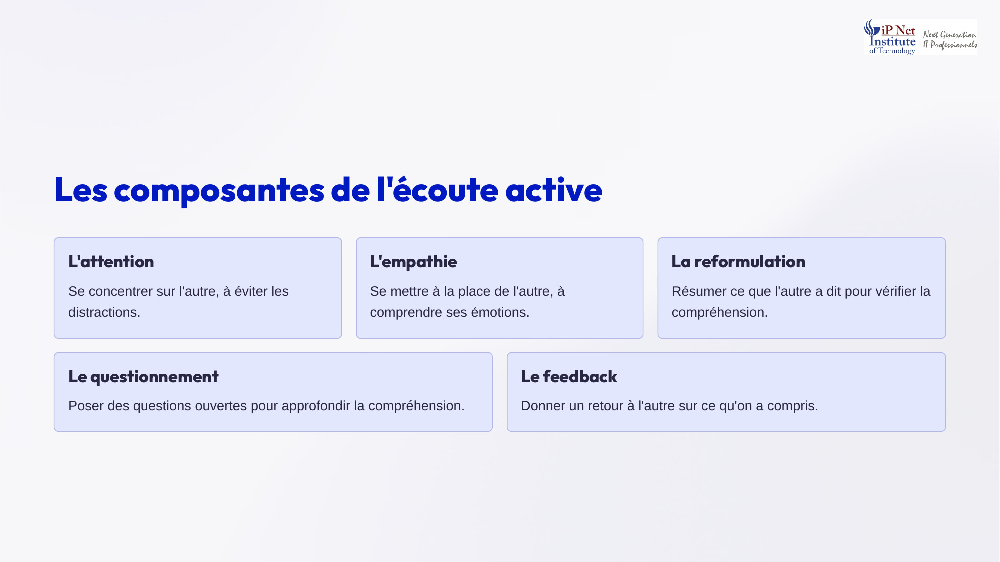 iP Net
Institute
of Technology
Next Generation
IT Professionnels
Les composantes de l'écoute active
L'attention
Se concentrer sur l'autre, à éviter les
distractions.
L'empathie
Se mettre à la place de l'autre, à
comprendre ses émotions.
La reformulation
Résumer ce que l'autre a dit pour vérifier la
compréhension.
Le questionnement
Poser des questions ouvertes pour approfondir la compréhension.
Le feedback
Donner un retour à l'autre sur ce qu'on a compris.